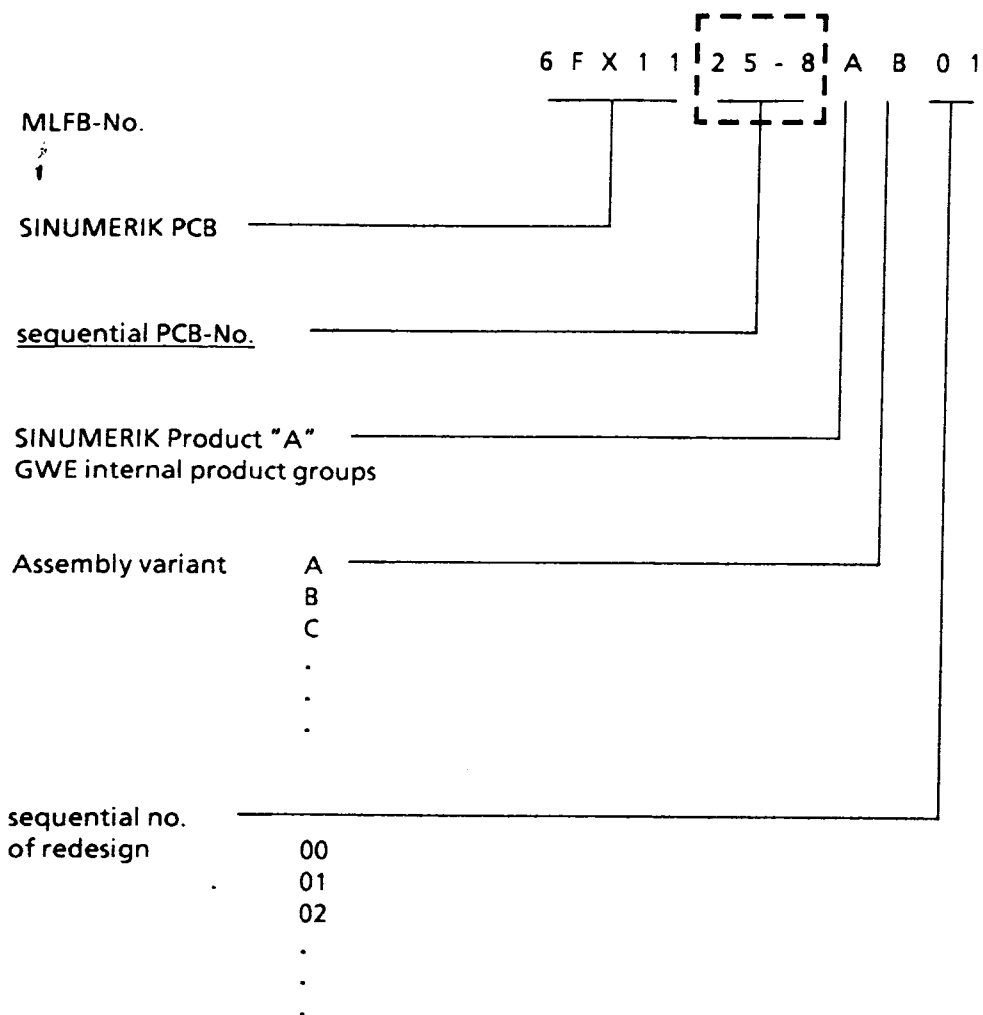 6 F X 1 1 2 5 - 8 A B 0 1
MLFB-No.
SINUMERIK PCB
sequential PCB-No.
SINUMERIK Product "A"
GWE internal product groups
Assembly variant A
B
C
.
.
.
sequential no.
of redesign 00
01
02
.
.
.